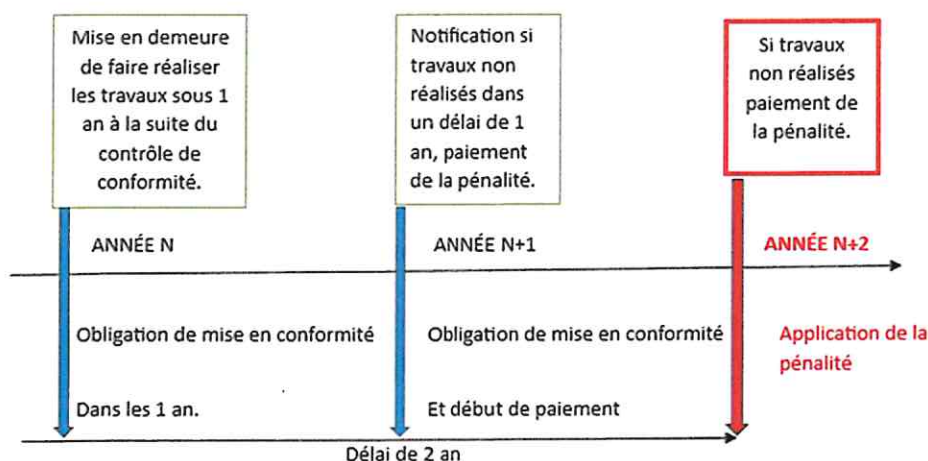 Mise en demeure
de faire réaliser
les travaux sous 1
an à la suite du
contrôle de
conformité.
Notification si
travaux non
réalisés dans
un délai de 1
an, paiement
de la pénalité.
Si travaux
non réalisés
paiement de
la pénalité.
ANNÉE N
ANNÉE N+1
ANNÉE N+2
Obligation de mise en conformité
Obligation de mise en conformité
Application de la
pénalité
Dans les 1 an.
Et début de paiement
Délai de 2 an